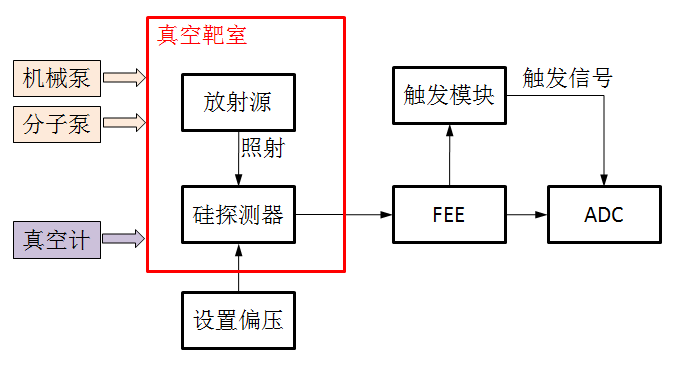 真空靶室
机械泵
放射源
触发模块
触发信号
分子泵
照射
硅探测器
FEE
ADC
真空计
设置偏压